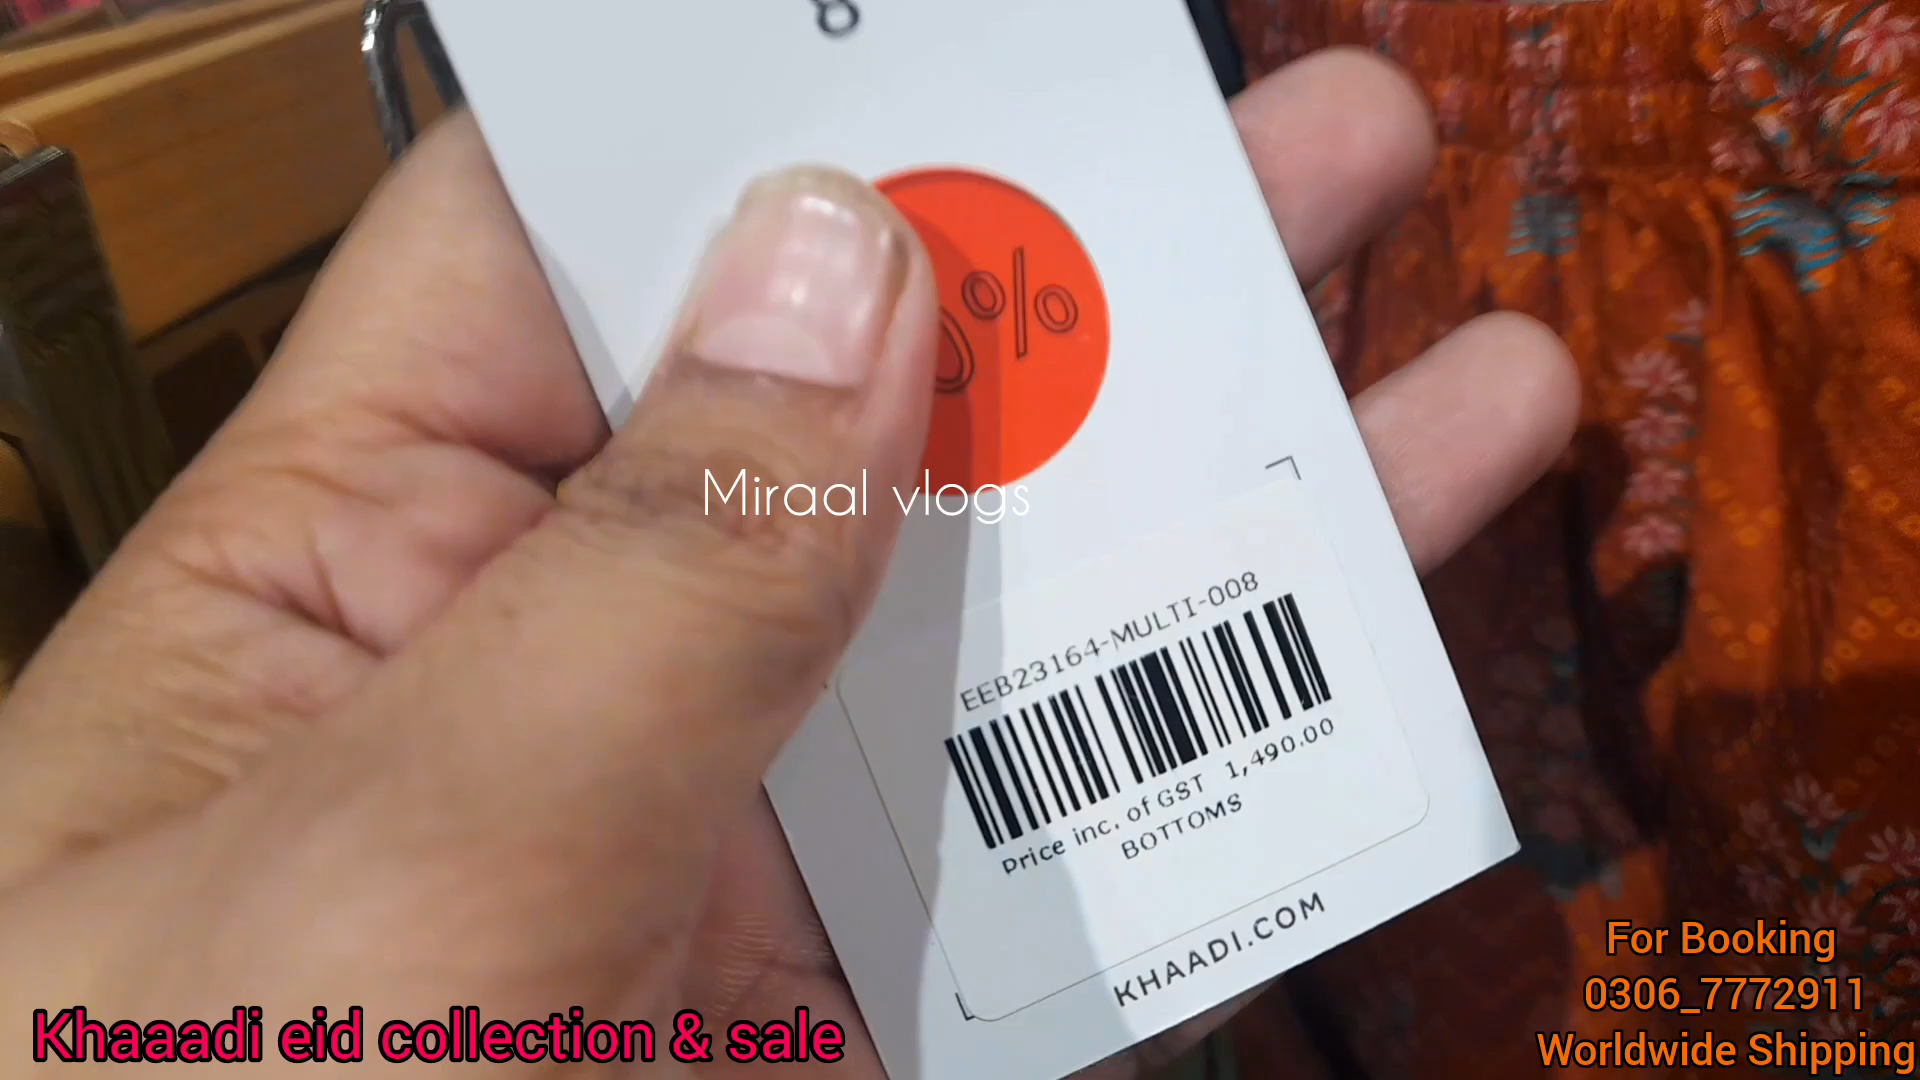 8
0%
Miraal vlogs
EEB23164-MULTI-008
Price inc. of GST 1,490.00
BOTTOMS
KHAADI.COM
For Booking
0306_7772911
Worldwide Shipping
Khaaadi eid collection & sale